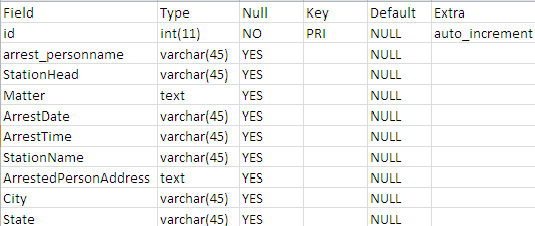 Field Type Null Key Default Extra
id int(11) NO PRI NULL auto_increment
arrest_personname varchar(45) YES NULL
StationHead varchar(45) YES NULL
Matter text YES NULL
ArrestDate varchar(45) YES NULL
ArrestTime varchar(45) YES NULL
StationName varchar(45) YES NULL
ArrestedPersonAddress text YES NULL
City varchar(45) YES NULL
State varchar(45) YES NULL